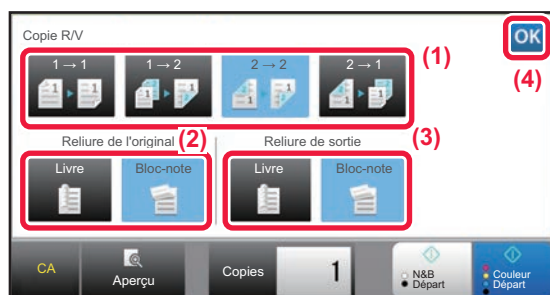 Copie R/V
OK
1 → 1
1 → 2
2 → 2
2 → 1
(1)
(4)
Reliure de l'original
(2)
Reliure de sortie
(3)
Livre
Bloc-note
Livre
Bloc-note
CA
Aperçu
Copies
1
N&B
Départ
Couleur
Départ